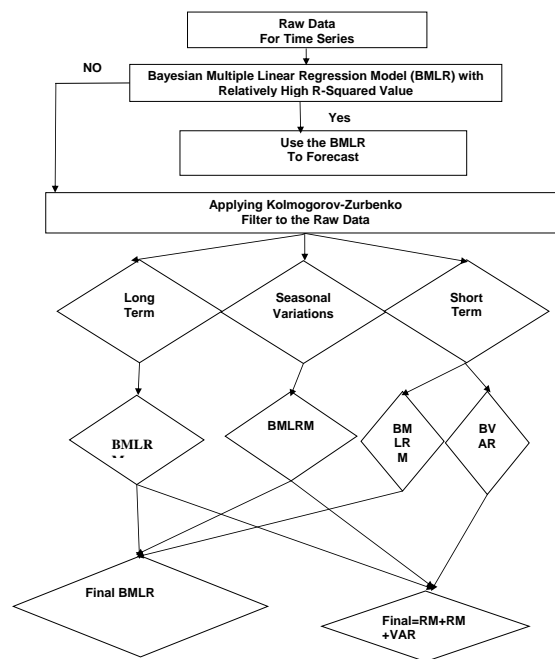 Raw Data
For Time Series
NO
Bayesian Multiple Linear Regression Model (BMLR) with
Relatively High R-Squared Value
Yes
Use the BMLR
To Forecast
Applying Kolmogorov-Zurbenko
Filter to the Raw Data
Long
Term
Seasonal
Variations
Short
Term
BMLR
BMLRM
BM
LR
M
BV
AR
Final BMLR
Final=RM+RM
+VAR